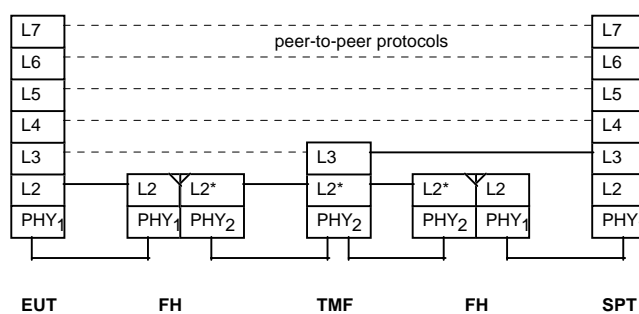 L7 L7
peer-to-peer protocols
L6 L6
L5 L5
L4 L4
L3 L3 L3
L2 L2 L2* L2* L2* L2 L2
PHY1 PHY1 PHY2 PHY2 PHY2 PHY1 PHY
EUT FH TMF FH SPT